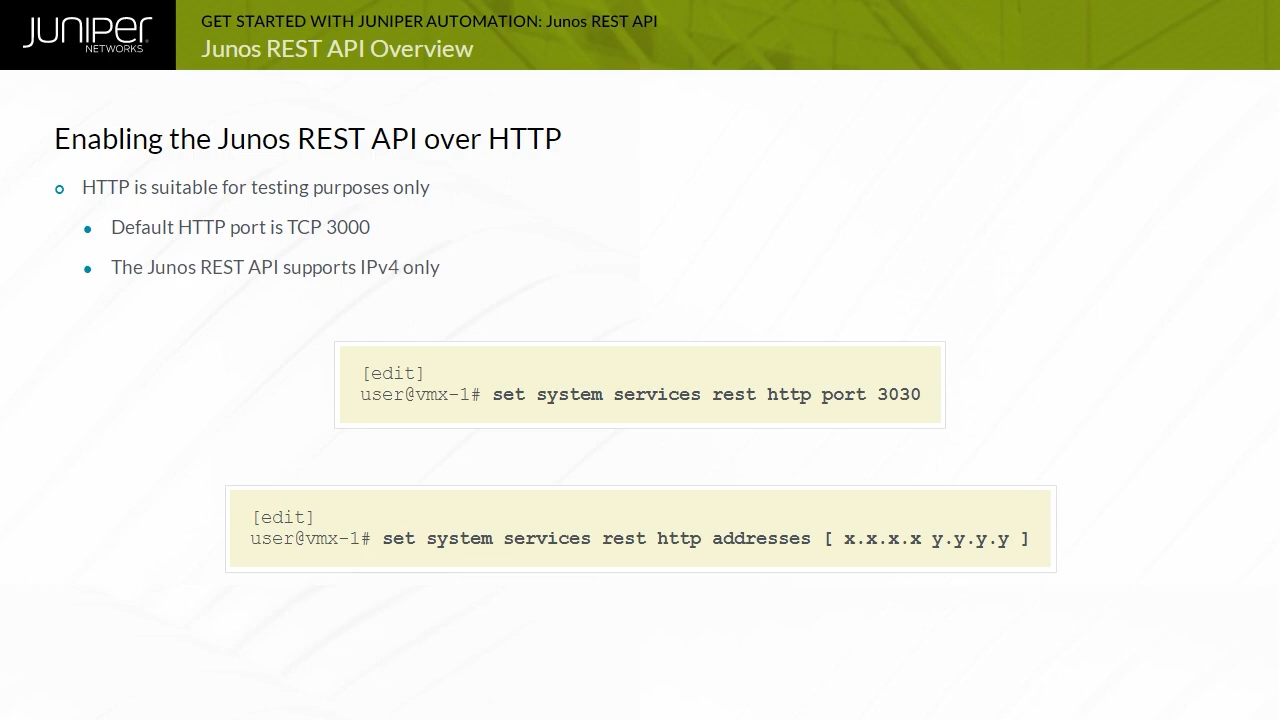 JUNIPER
NETWORKS
GET STARTED WITH JUNIPER AUTOMATION: Junos REST API
Junos REST API Overview
Enabling the Junos REST API over HTTP
HTTP is suitable for testing purposes only
Default HTTP port is TCP 3000
The Junos REST API supports IPv4 only
[edit]
user@vmx-1# set system services rest http port 3030
[edit]
user@vmx-1# set system services rest http addresses [ x.x.x.x y.y.y.y ]